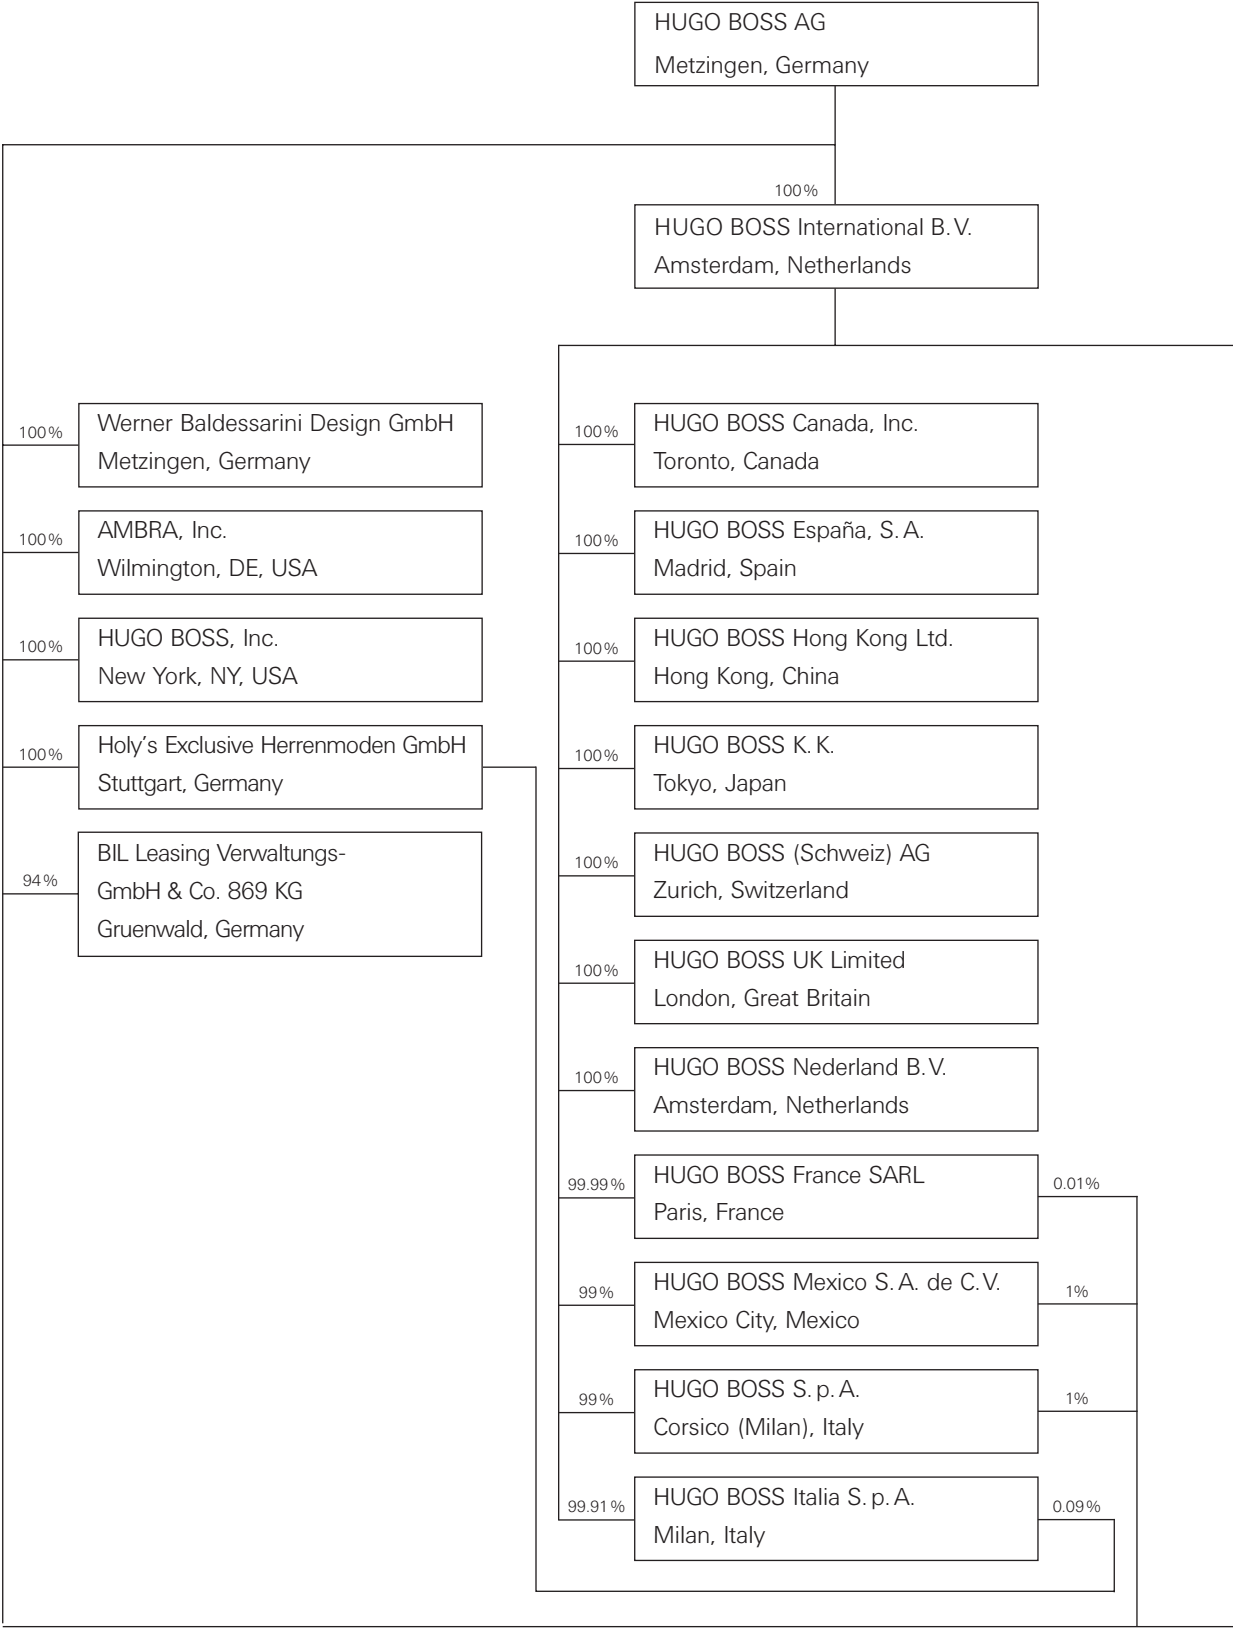 HUGO BOSS AG
Metzingen, Germany
100%
HUGO BOSS International B.V.
Amsterdam, Netherlands
100%
Werner Baldessarini Design GmbH
Metzingen, Germany
100%
AMBRA, Inc.
Wilmington, DE, USA
100%
HUGO BOSS, Inc.
New York, NY, USA
100%
Holy's Exclusive Herrenmoden GmbH
Stuttgart, Germany
94%
BIL Leasing Verwaltungs-
GmbH & Co. 869 KG
Gruenwald, Germany
100%
HUGO BOSS Canada, Inc.
Toronto, Canada
100%
HUGO BOSS España, S.A.
Madrid, Spain
100%
HUGO BOSS Hong Kong Ltd.
Hong Kong, China
100%
HUGO BOSS K.K.
Tokyo, Japan
100%
HUGO BOSS (Schweiz) AG
Zurich, Switzerland
100%
HUGO BOSS UK Limited
London, Great Britain
100%
HUGO BOSS Nederland B.V.
Amsterdam, Netherlands
99.99%
HUGO BOSS France SARL
Paris, France
0.01%
99%
HUGO BOSS Mexico S.A. de C.V.
Mexico City, Mexico
1%
99%
HUGO BOSS S.p.A.
Corsico (Milan), Italy
1%
99.91%
HUGO BOSS Italia S.p.A.
Milan, Italy
0.09%